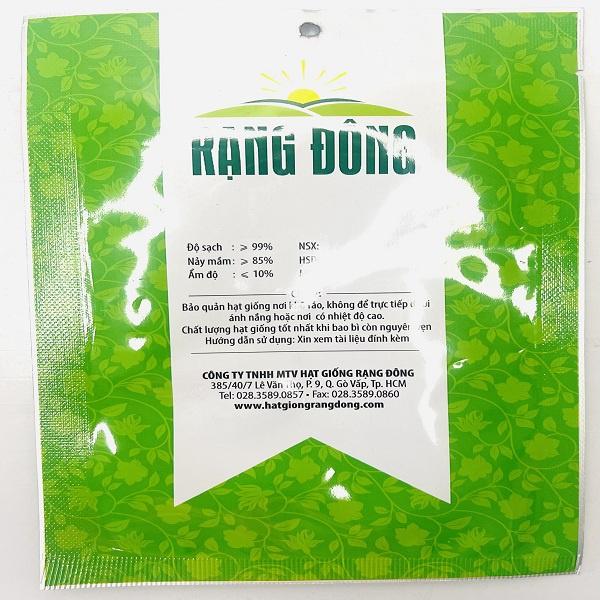 RẠNG ĐÔNG
Độ sạch : ⩾ 99% NSX:
Nảy mầm: ⩾ 85% HSD
Ẩm độ : ⩽ 10%
Bảo quản hạt giống nơi ráo, không để trực tiếp
ánh nắng hoặc nơi có nhiệt độ cao.
Chất lượng hạt giống tốt nhất khi bao bì còn nguyên
Hướng dẫn sử dụng: Xin xem tài liệu đính kèm
CÔNG TY TNHH MTV HẠT GIỐNG RẠNG ĐÔNG
385/40/7 Lê Văn Thọ, P. 9, Q. Gò Vấp, Tp. HCM
Tel: 028.3589.0857 • Fax: 028.3589.0860
www.hatgiongrangdong.com